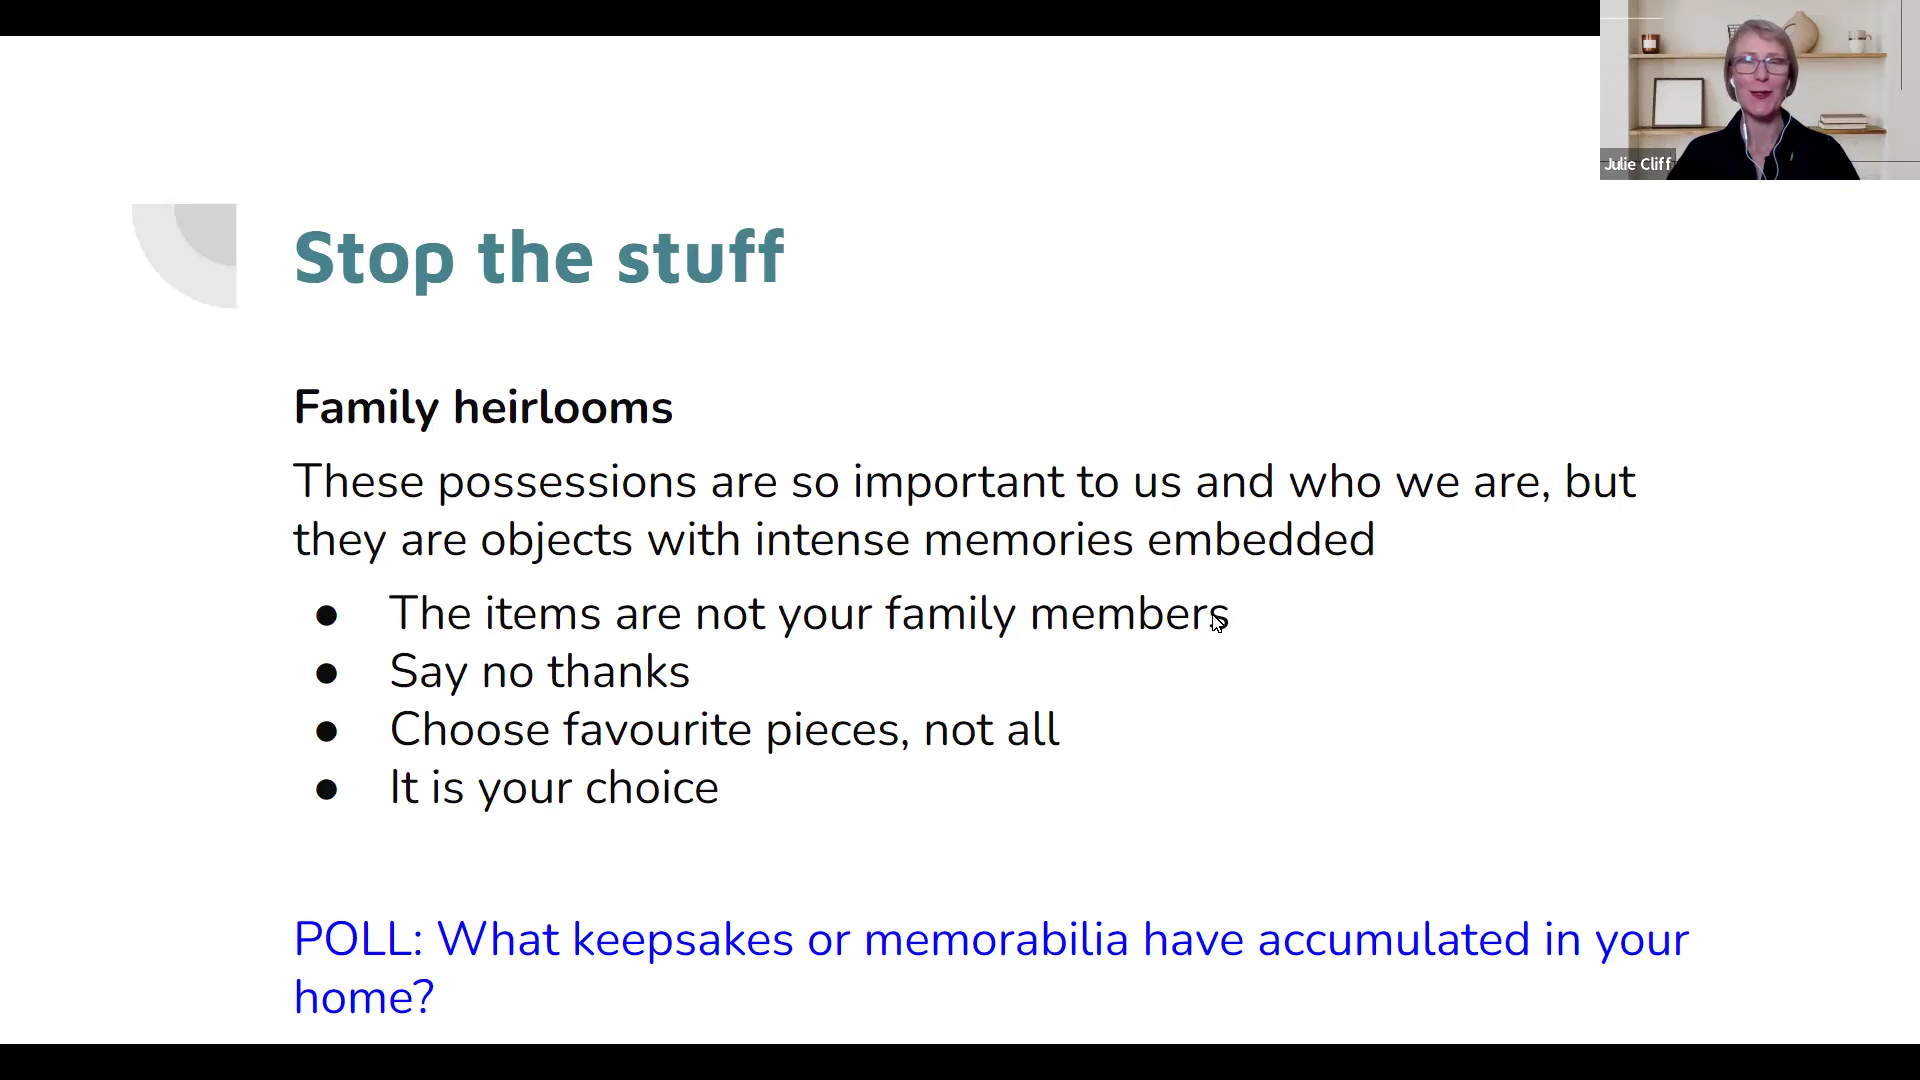 Julie Cliff
Stop the stuff
Family heirlooms
These possessions are so important to us and who we are, but
they are objects with intense memories embedded
● The items are not your family members
● Say no thanks
● Choose favourite pieces, not all
● It is your choice
POLL: What keepsakes or memorabilia have accumulated in your
home?